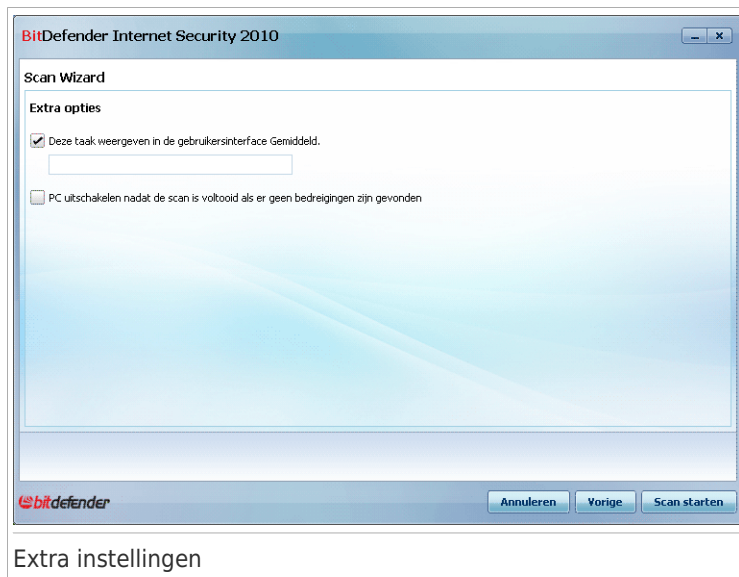 BitDefender Internet Security 2010
Scan Wizard
Extra opties
Deze taak weergeven in de gebruikersinterface Gemiddeld.
PC uitschakelen nadat de scan is voltooid als er geen bedreigingen zijn gevonden
bitdefender
Annuleren Vorige Scan starten
Extra instellingen